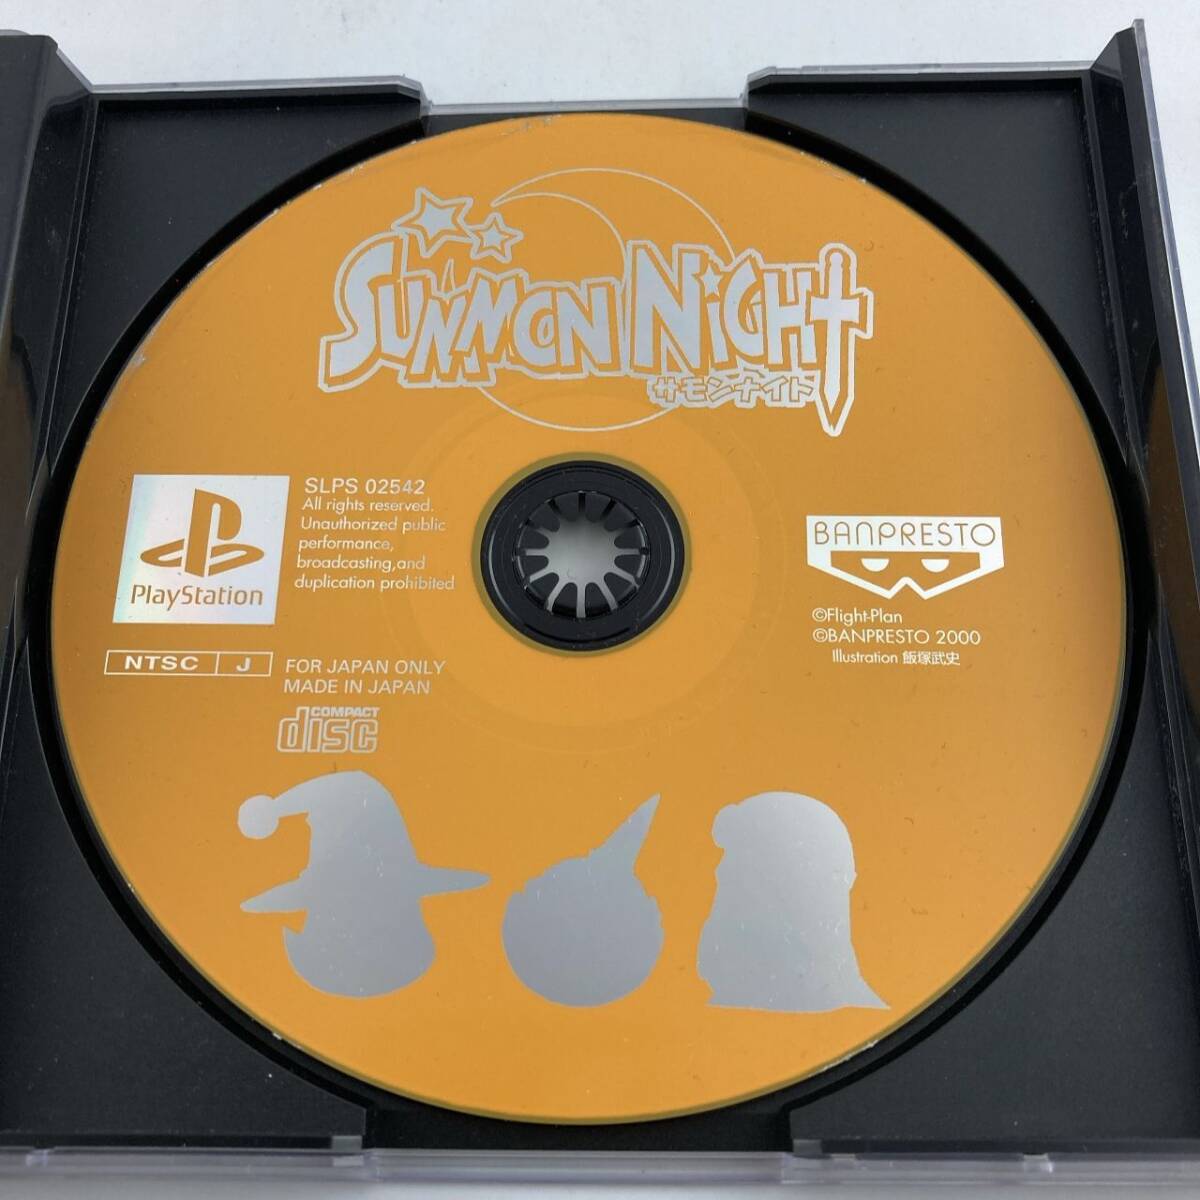 SUMMON NIGHT
サモンナイト
SLPS 02542
All rights reserved.
Unauthorized public
performance,
broadcasting,and
duplication prohibited
PlayStation
NTSC J
FOR JAPAN ONLY
MADE IN JAPAN
COMPACT
disc
BANPRESTO
©Flight-Plan
©BANPRESTO 2000
Illustration 飯塚武史